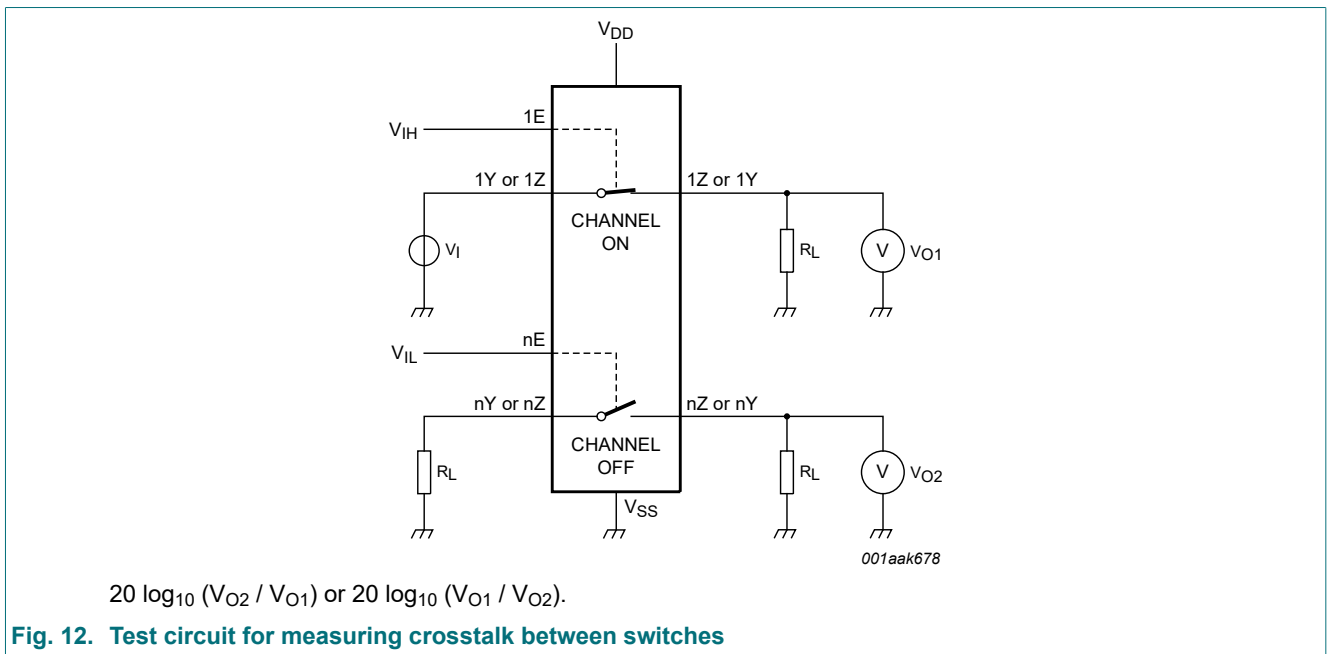 VDD
1E
VIH
1Y or 1Z
1Z or 1Y
CHANNEL
ON
VI
RL
V
VO1
nE
VIL
nY or nZ
nZ or nY
CHANNEL
OFF
RL
RL
V
VO2
VSS
001aak678
20 log10 (VO2 / VO1) or 20 log10 (VO1 / VO2).
Fig. 12. Test circuit for measuring crosstalk between switches